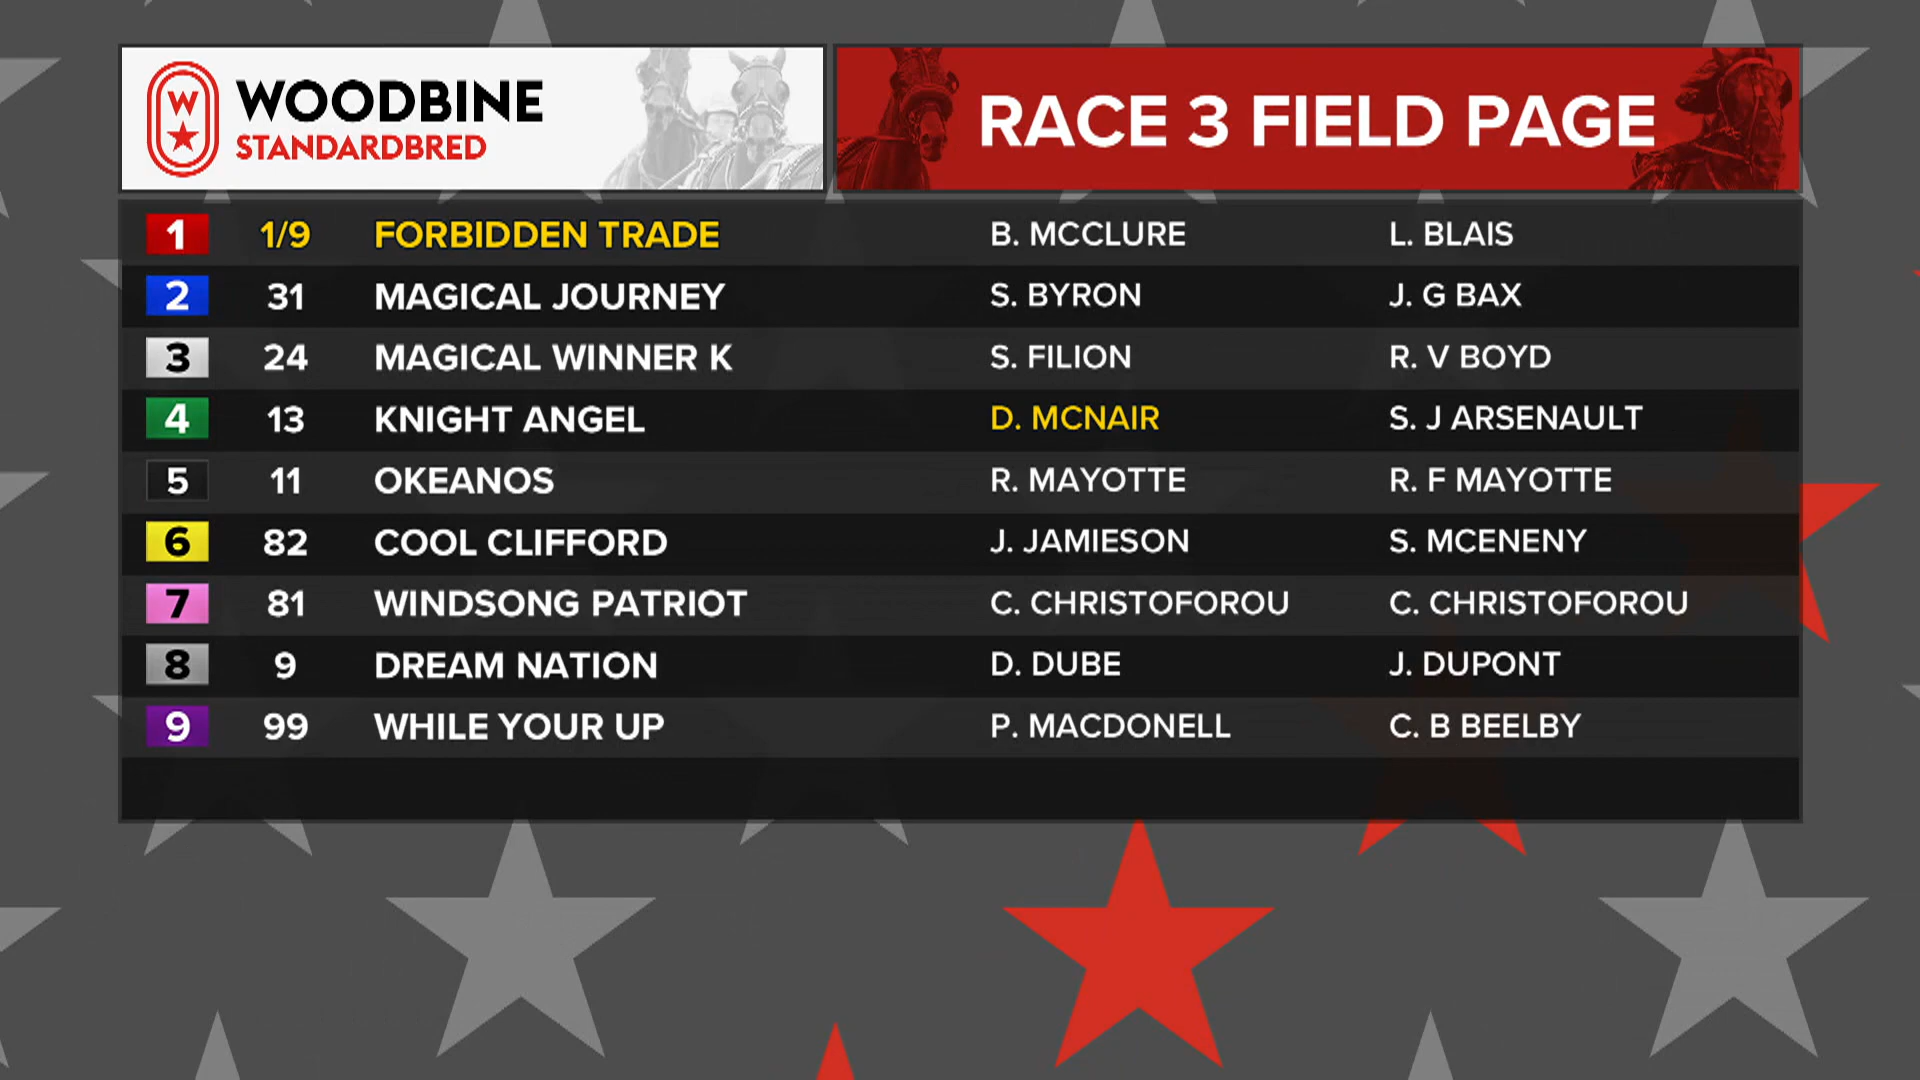 W
WOODBINE
STANDARDBRED
RACE 3 FIELD PAGE
1 1/9 FORBIDDEN TRADE B. MCCLURE L. BLAIS
2 31 MAGICAL JOURNEY S. BYRON J. G BAX
3 24 MAGICAL WINNER K S. FILION R. V BOYD
4 13 KNIGHT ANGEL D. MCNAIR S. J ARSENAULT
5 11 OKEANOS R. MAYOTTE R. F MAYOTTE
6 82 COOL CLIFFORD J. JAMIESON S. MCENENY
7 81 WINDSONG PATRIOT C. CHRISTOFOROU C. CHRISTOFOROU
8 9 DREAM NATION D. DUBE J. DUPONT
9 99 WHILE YOUR UP P. MACDONELL C. B BEELBY